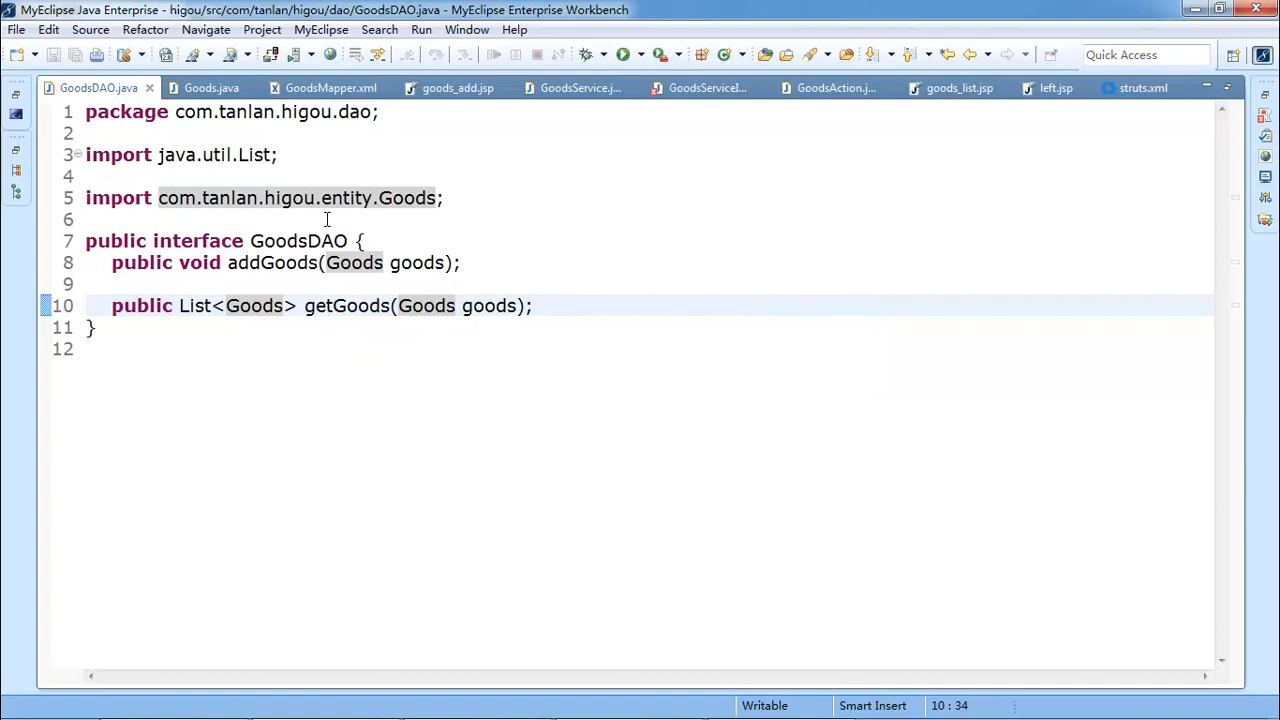 MyEclipse Java Enterprise - higou/src/com/tanlan/higou/dao/GoodsDAO.java - MyEclipse Enterprise Workbench
File Edit Source Refactor Navigate Project MyEclipse Search Run Window Help
Quick Access
GoodsDAO.java Goods.java GoodsMapper.xml goods_add.jsp GoodsService.j... GoodsServiceI... GoodsAction.j... goods_list.jsp left.jsp struts.xml
1 package com.tanlan.higou.dao;
2
3 import java.util.List;
4
5 import com.tanlan.higou.entity.Goods;
6
7 public interface GoodsDAO {
8 public void addGoods(Goods goods);
9
10 public List<Goods> getGoods(Goods goods);
11 }
12
Writable Smart Insert 10 : 34